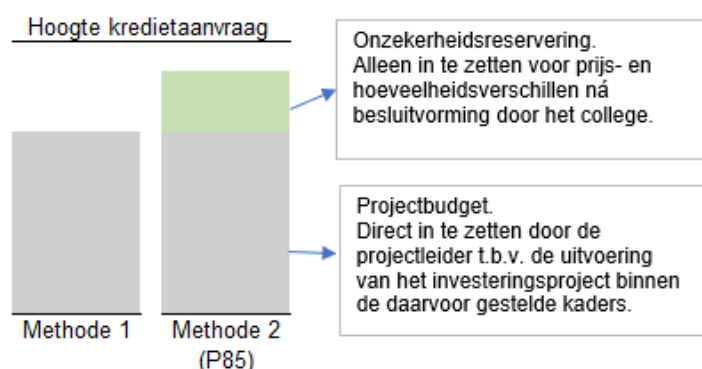 Hoogte kredietaanvraag
Onzekerheidsreservering.
Alleen in te zetten voor prijs- en
hoeveelheidsverschillen ná
besluitvorming door het college.
Projectbudget.
Direct in te zetten door de
projectleider t.b.v. de uitvoering
van het investeringsproject binnen
de daarvoor gestelde kaders.
Methode 1
Methode 2
(P85)